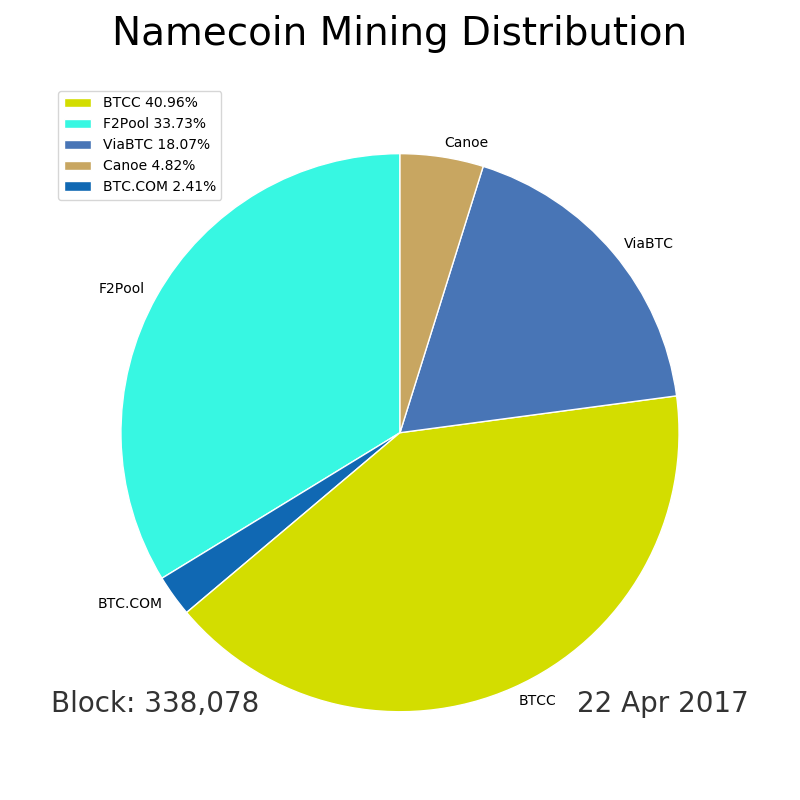 Namecoin Mining Distribution
BTCC 40.96%
F2Pool 33.73%
ViaBTC 18.07%
Canoe 4.82%
BTC.COM 2.41%
Canoe
ViaBTC
F2Pool
BTC.COM
BTCC
Block: 338,078
22 Apr 2017